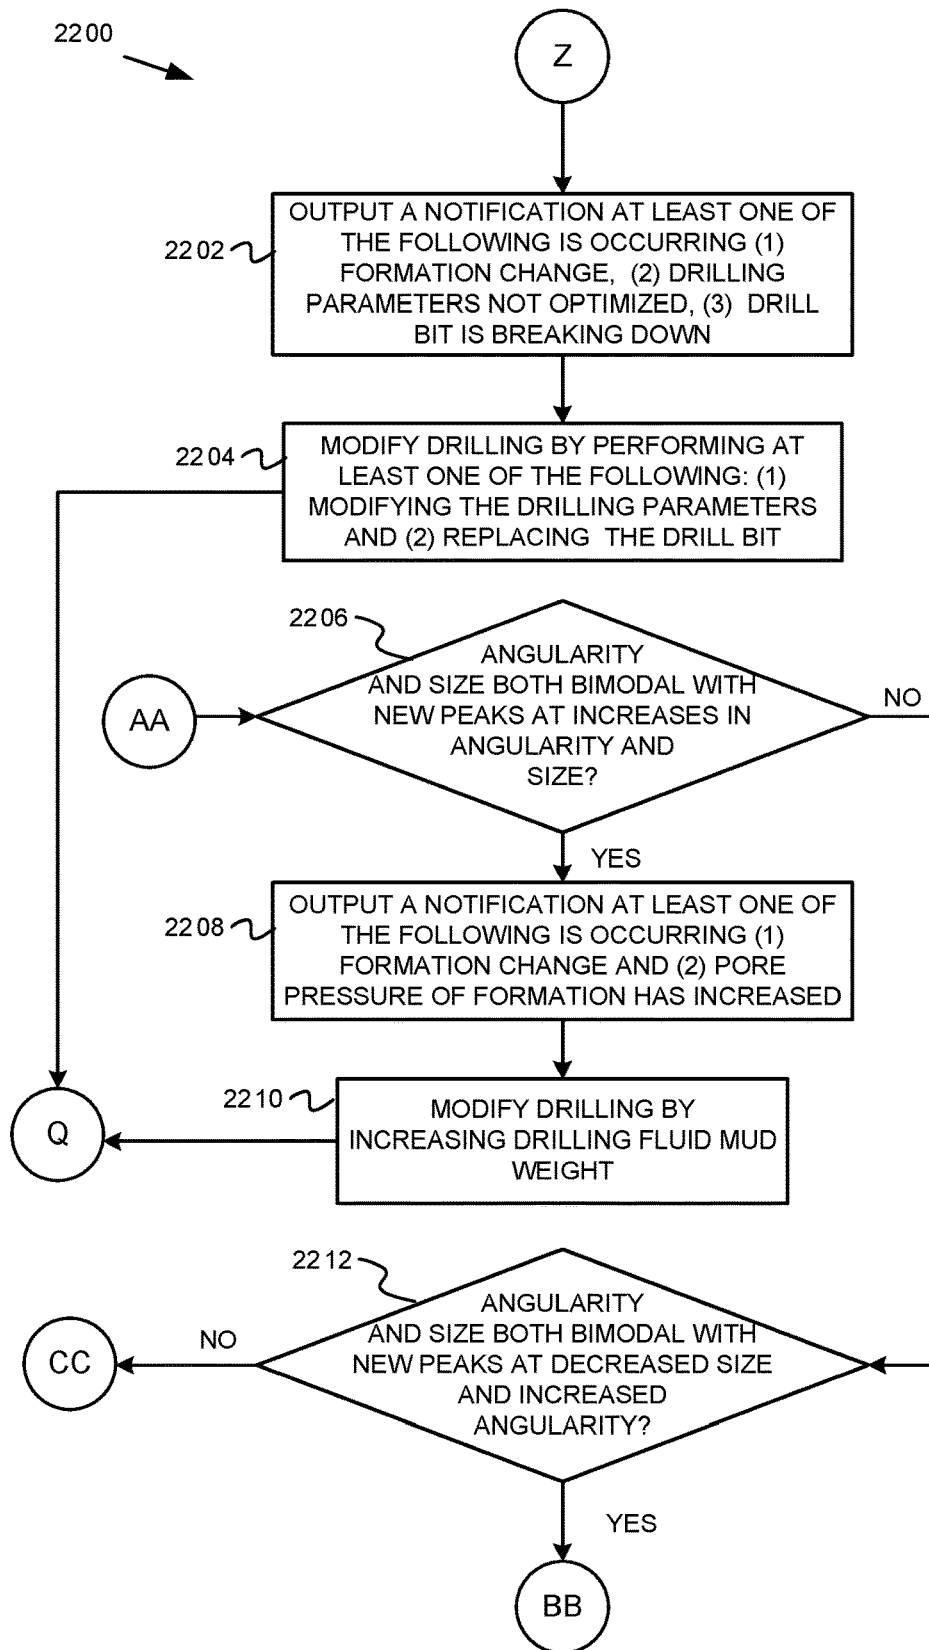 2200
Z
2202
OUTPUT A NOTIFICATION AT LEAST ONE OF
THE FOLLOWING IS OCCURRING (1)
FORMATION CHANGE, (2) DRILLING
PARAMETERS NOT OPTIMIZED, (3) DRILL
BIT IS BREAKING DOWN
2204
MODIFY DRILLING BY PERFORMING AT
LEAST ONE OF THE FOLLOWING: (1)
MODIFYING THE DRILLING PARAMETERS
AND (2) REPLACING THE DRILL BIT
2206
AA
ANGULARITY
AND SIZE BOTH BIMODAL WITH
NEW PEAKS AT INCREASES IN
ANGULARITY AND
SIZE?
NO
YES
2208
OUTPUT A NOTIFICATION AT LEAST ONE OF
THE FOLLOWING IS OCCURRING (1)
FORMATION CHANGE AND (2) PORE
PRESSURE OF FORMATION HAS INCREASED
2210
Q
MODIFY DRILLING BY
INCREASING DRILLING FLUID MUD
WEIGHT
2212
CC
NO
ANGULARITY
AND SIZE BOTH BIMODAL WITH
NEW PEAKS AT DECREASED SIZE
AND INCREASED
ANGULARITY?
YES
BB